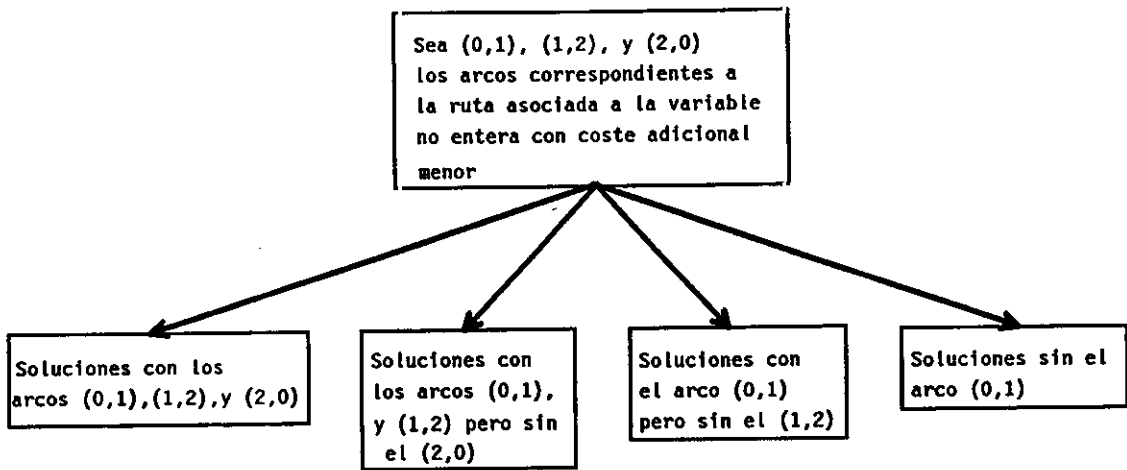 Sea (0,1), (1,2), y (2,0)
los arcos correspondientes a
la ruta asociada a la variable
no entera con coste adicional
menor
Soluciones con los
arcos (0,1),(1,2),y (2,0)
Soluciones con
los arcos (0,1),
y (1,2) pero sin
el (2,0)
Soluciones con
el arco (0,1)
pero sin el (1,2)
Soluciones sin el
arco (0,1)